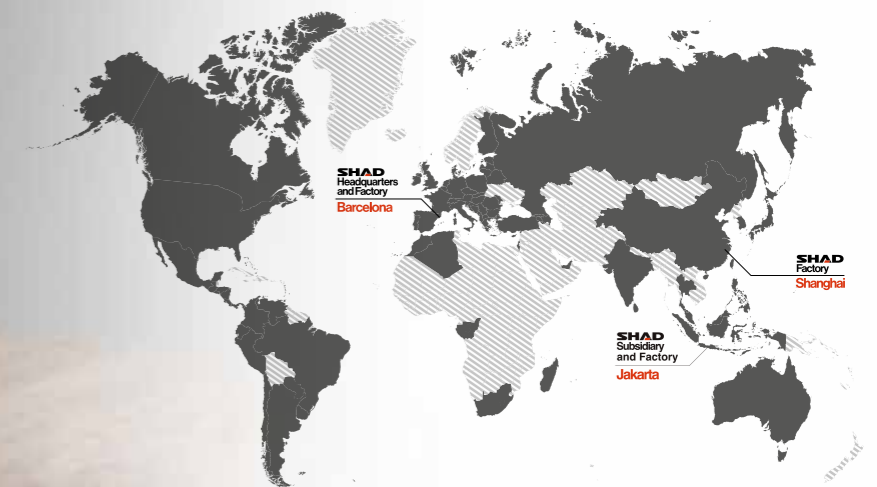 SHAD
Headquarters
and Factory
Barcelona
SHAD
Factory
Shanghai
SHAD
Subsidiary
and Factory
Jakarta